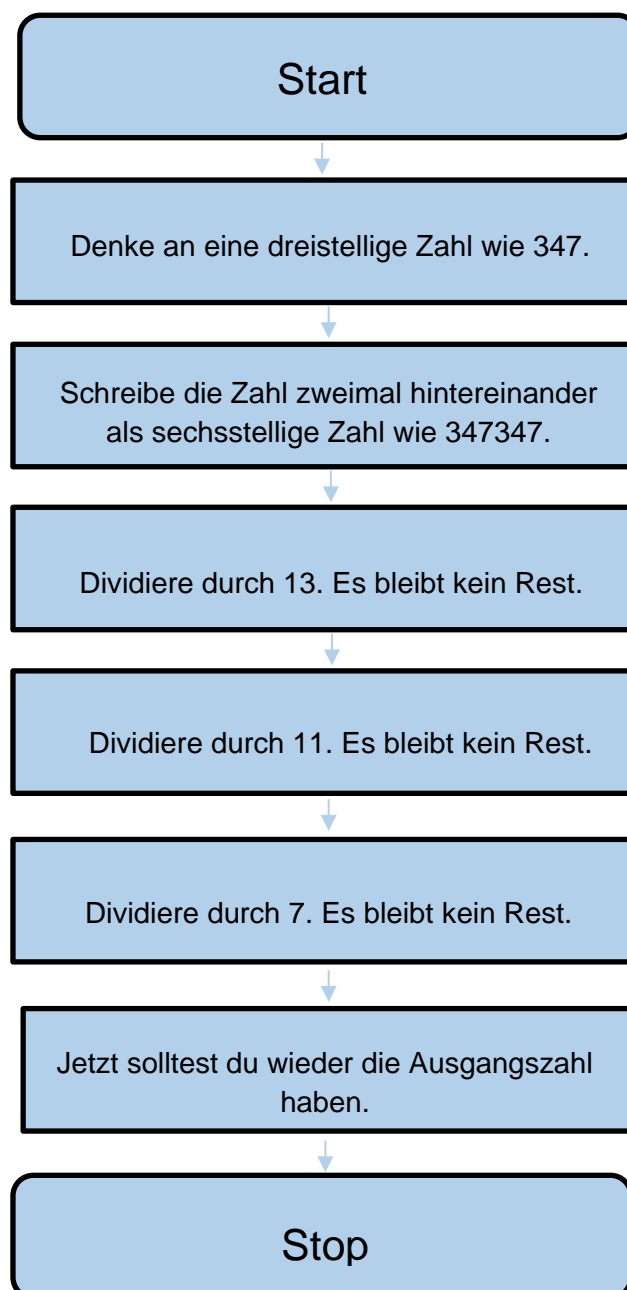 Start
Denke an eine dreistellige Zahl wie 347.
Schreibe die Zahl zweimal hintereinander
als sechsstellige Zahl wie 347347.
Dividiere durch 13. Es bleibt kein Rest.
Dividiere durch 11. Es bleibt kein Rest.
Dividiere durch 7. Es bleibt kein Rest.
Jetzt solltest du wieder die Ausgangszahl
haben.
Stop